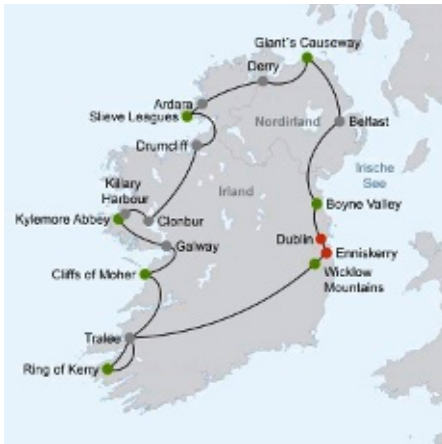 Giant's Causeway
Derry
Ardara
Slieve Leagues
Nordirland
Belfast
Drumcliff
Irische
See
Killary
Harbour
Irland
Boyne Valley
Kylemore Abbey
Clonbur
Galway
Dublin
Enniskerry
Cliffs of Moher
Wicklow
Mountains
Tralee
Ring of Kerry